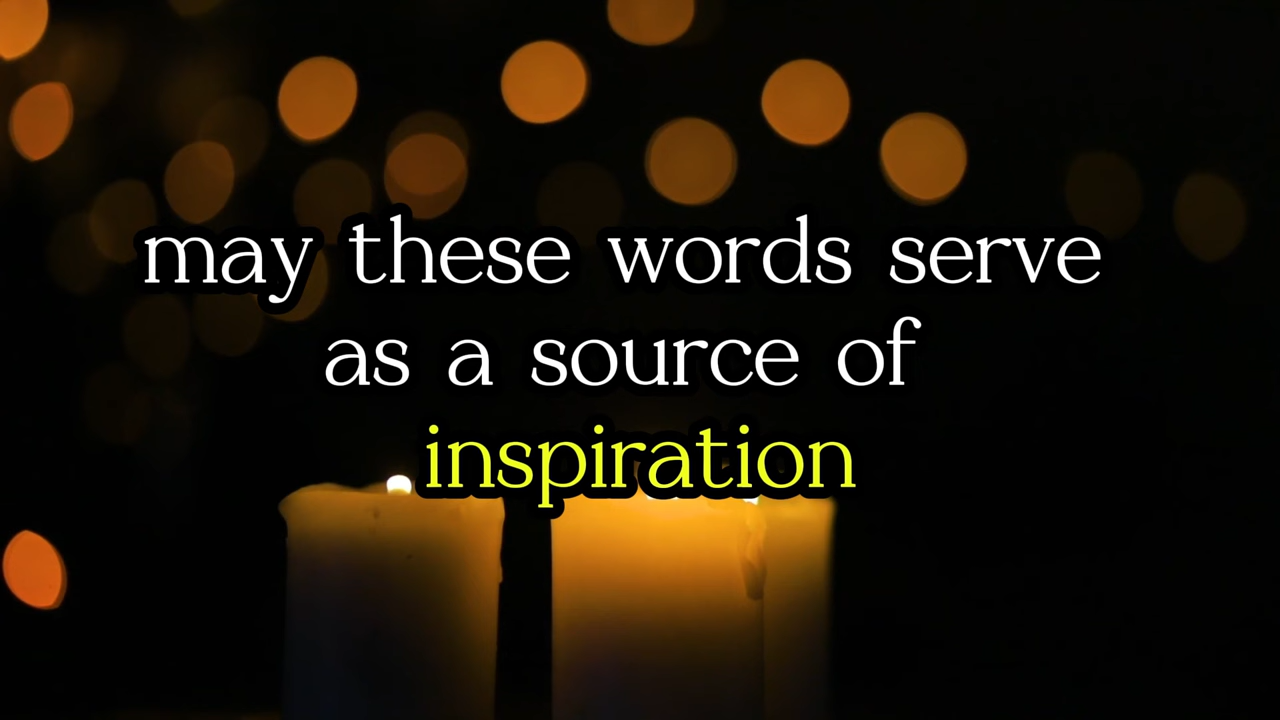 may these words serve
as a source of
inspiration